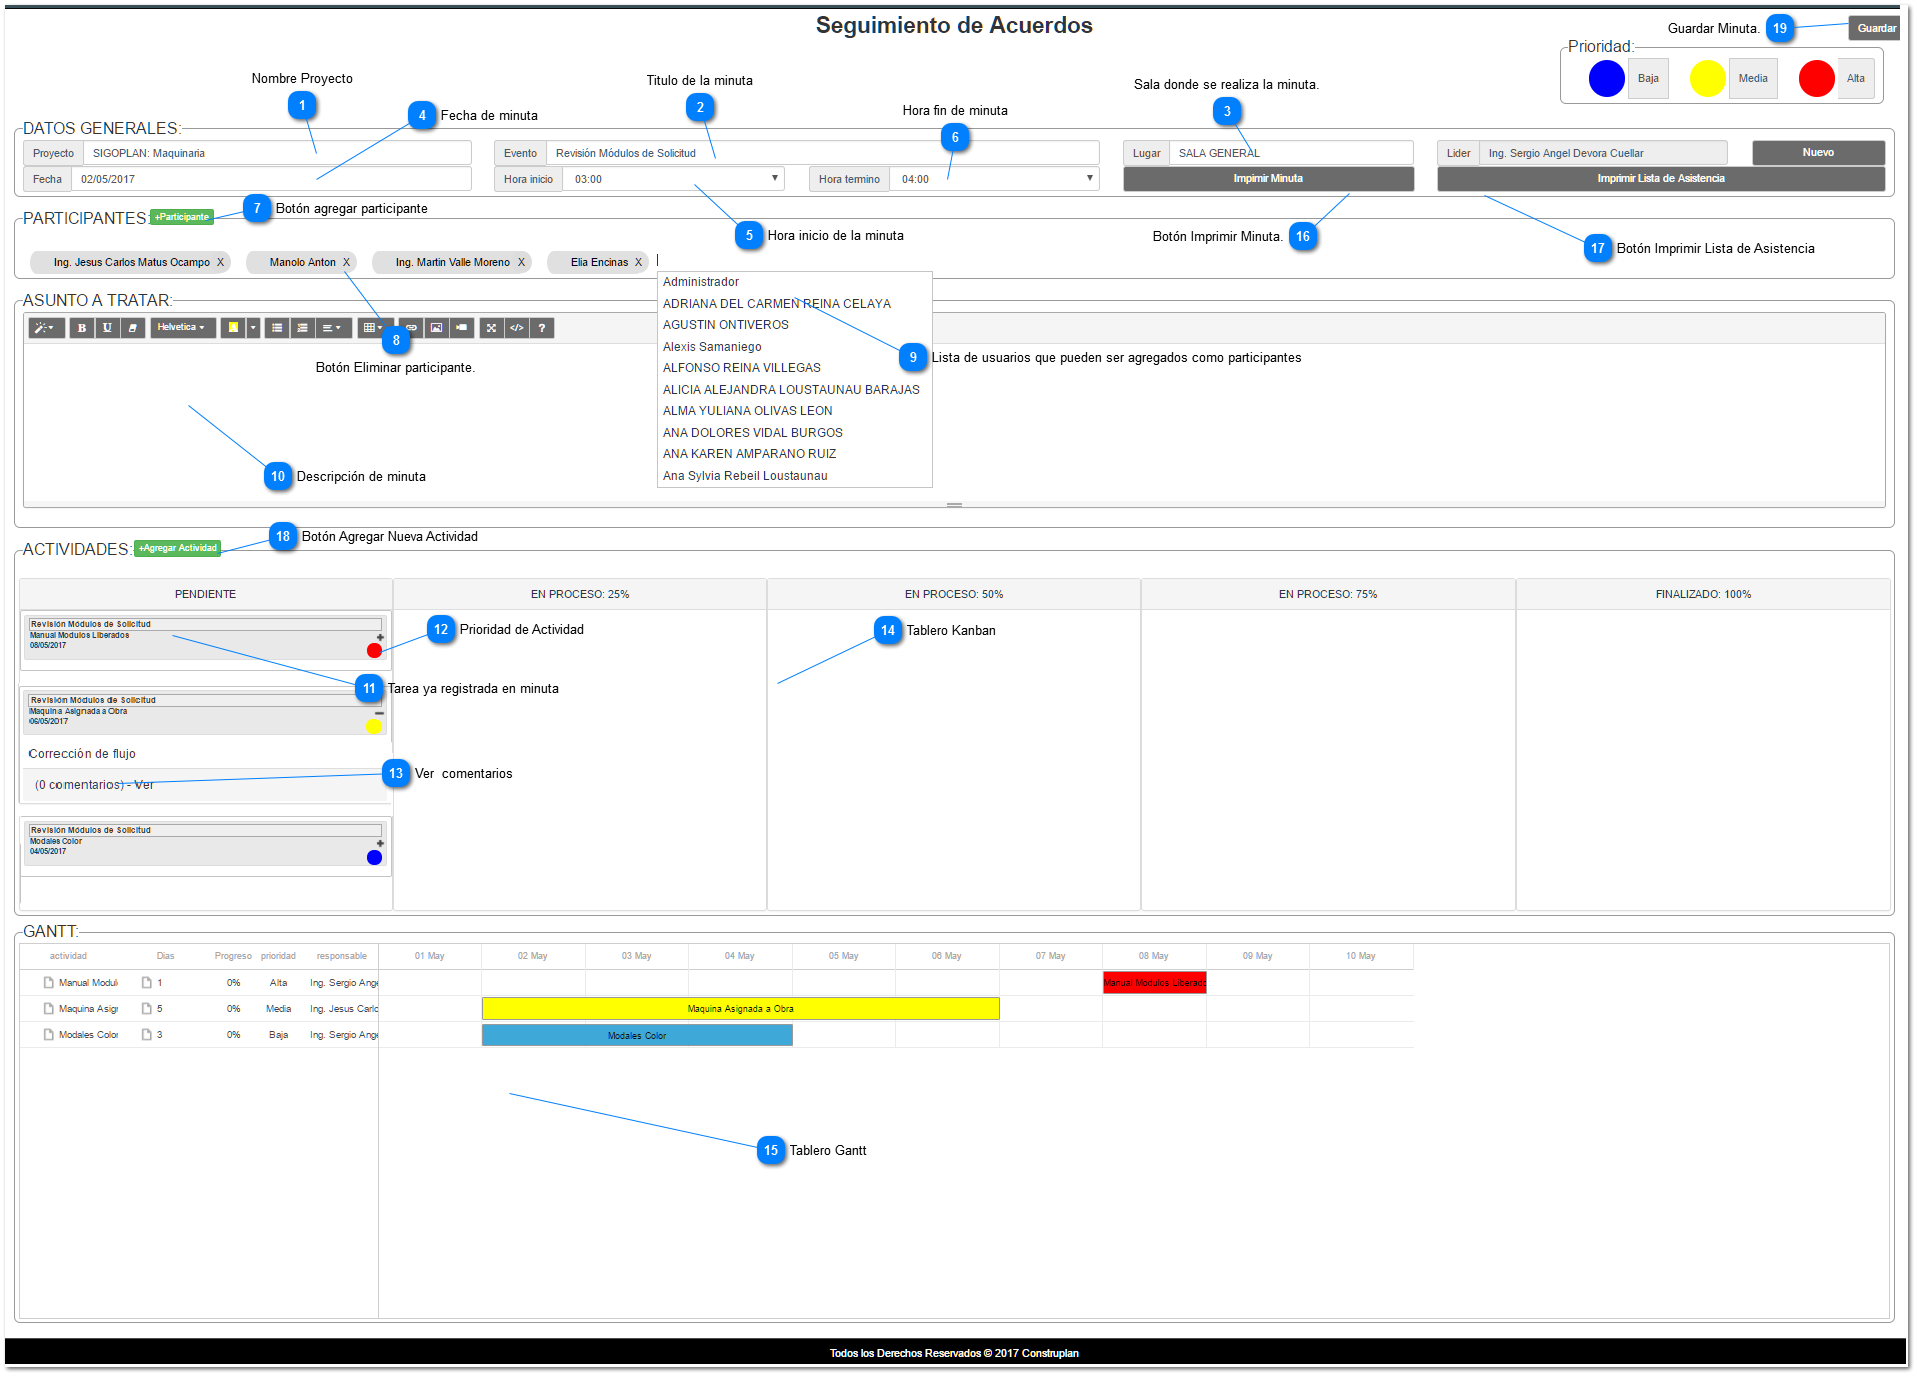 Seguimiento de Acuerdos
Guardar Minuta.
19
Guardar
Prioridad:
Baja
Media
Alta
Nombre Proyecto
1
4
Fecha de minuta
Titulo de la minuta
2
Hora fin de minuta
6
Sala donde se realiza la minuta.
3
DATOS GENERALES:
Proyecto
SIGOPLAN: Maquinaria
Evento
Revisión Módulos de Solicitud
Lugar
SALA GENERAL
Lider
Ing. Sergio Angel Devora Cuellar
Nuevo
Fecha
02/05/2017
Hora inicio
03:00
Hora termino
04:00
Impimir Minuta
Imprimir Lista de Asistencia
PARTICIPANTES:
+Participante
7
Botón agregar participante
5
Hora inicio de la minuta
Botón Imprimir Minuta.
16
17
Botón Imprimir Lista de Asistencia
Ing. Jesus Carlos Matus Ocampo X
Manolo Anton X
Ing. Martin Valle Moreno X
Elia Encinas X
Administrador
ADRIANA DEL CARMEN REINA CELAYA
AGUSTIN ONTIVEROS
Alexis Samaniego
ALFONSO REINA VILLEGAS
ALICIA ALEJANDRA LOUSTAUNAU BARAJAS
ALMA YULIANA OLIVAS LEON
ANA DOLORES VIDAL BURGOS
ANA KAREN AMPARANO RUIZ
Ana Sylvia Rebeil Loustaunau
ASUNTO A TRATAR:
B
U
Helvetica
A
</>
?
8
Botón Eliminar participante.
9
Lista de usuarios que pueden ser agregados como participantes
10
Descripción de minuta
ACTIVIDADES:
+Agregar Actividad
18
Botón Agregar Nueva Actividad
PENDIENTE
EN PROCESO: 25%
EN PROCESO: 50%
EN PROCESO: 75%
FINALIZADO: 100%
Revisión Módulos de Solicitud
Manual Modulos Liberados
08/05/2017
12
Prioridad de Actividad
14
Tablero Kanban
11
Tarea ya registrada en minuta
Revisión Módulos de Solicitud
Maquina Asignada a Obra
06/05/2017
Corrección de flujo
(0 comentarios) - Ver
13
Ver comentarios
Revisión Módulos de Solicitud
Modales Color
04/05/2017
GANTT:
actividad
Dias
Progreso
prioridad
responsable
01 May
02 May
03 May
04 May
05 May
06 May
07 May
08 May
09 May
10 May
Manual Modul
1
0%
Alta
Ing. Sergio Ange
Manual Modulos Liberado
Maquina Asigr
5
0%
Media
Ing. Jesus Carlo
Maquina Asignada a Obra
Modales Color
3
0%
Baja
Ing. Sergio Ange
Modales Color
15
Tablero Gantt
Todos los Derechos Reservados © 2017 Construplan